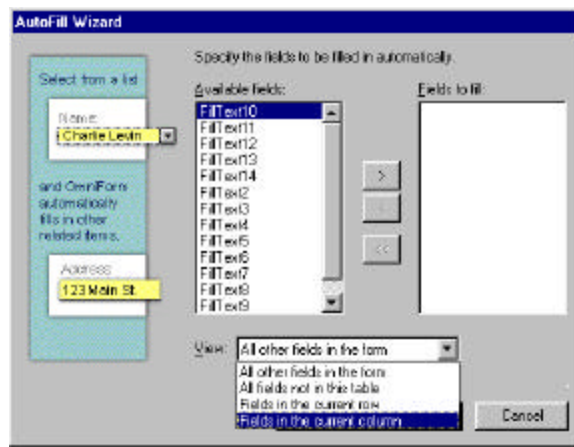 AutoFill Wizard
Specify the fields to be filled in automatically.
Select from a list
Name:
Charlie Levin
and OmniForm
automatically
fills in other
related items.
Address:
123 Main St.
Available fields:
FillText10
FillText11
FillText12
FillText13
FillText14
FillText2
FillText3
FillText4
FillText5
FillText6
FillText7
FillText8
FillText9
>
<
<<
Fields to fill:
View:
All other fields in the form
All other fields in the form
All fields not in this table
Fields in the current row
Fields in the current column
Cancel